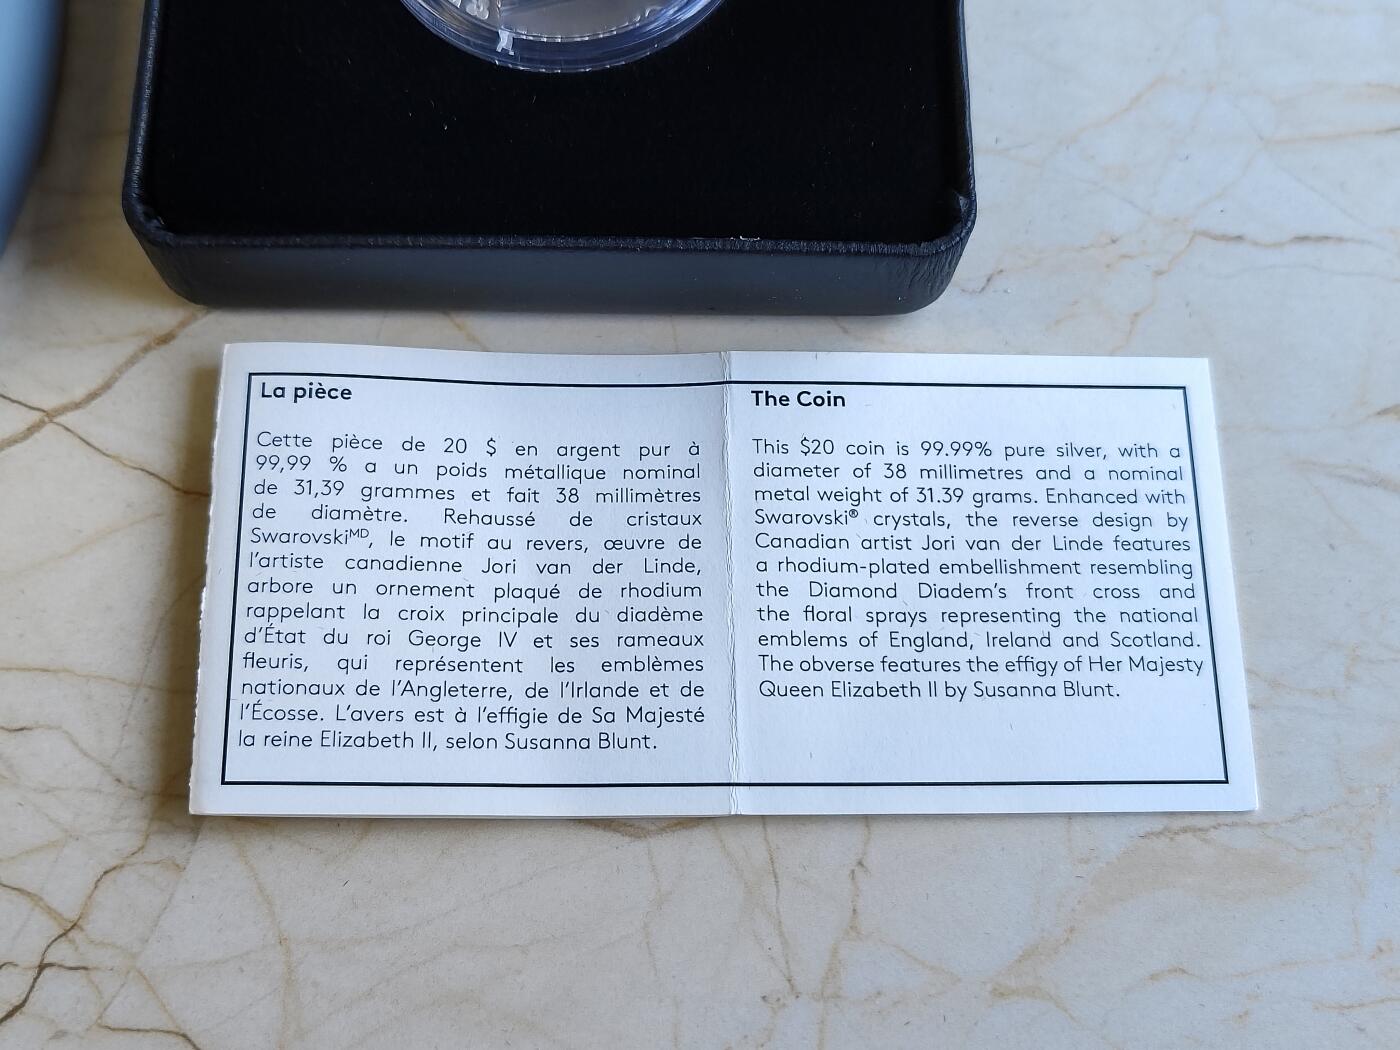 La pièce
Cette pièce de 20 $ en argent pur à
99,99 % a un poids métallique nominal
de 31,39 grammes et fait 38 millimètres
de diamètre. Rehaussé de cristaux
Swarovskiᴹᴰ, le motif au revers, œuvre de
l'artiste canadienne Jori van der Linde,
arbore un ornement plaqué de rhodium
rappelant la croix principale du diadème
d'État du roi George IV et ses rameaux
fleuris, qui représentent les emblèmes
nationaux de l'Angleterre, de l'Irlande et de
l'Écosse. L'avers est à l'effigie de Sa Majesté
la reine Elizabeth II, selon Susanna Blunt.
The Coin
This $20 coin is 99.99% pure silver, with a
diameter of 38 millimetres and a nominal
metal weight of 31.39 grams. Enhanced with
Swarovski® crystals, the reverse design by
Canadian artist Jori van der Linde features
a rhodium-plated embellishment resembling
the Diamond Diadem's front cross and
the floral sprays representing the national
emblems of England, Ireland and Scotland.
The obverse features the effigy of Her Majesty
Queen Elizabeth II by Susanna Blunt.